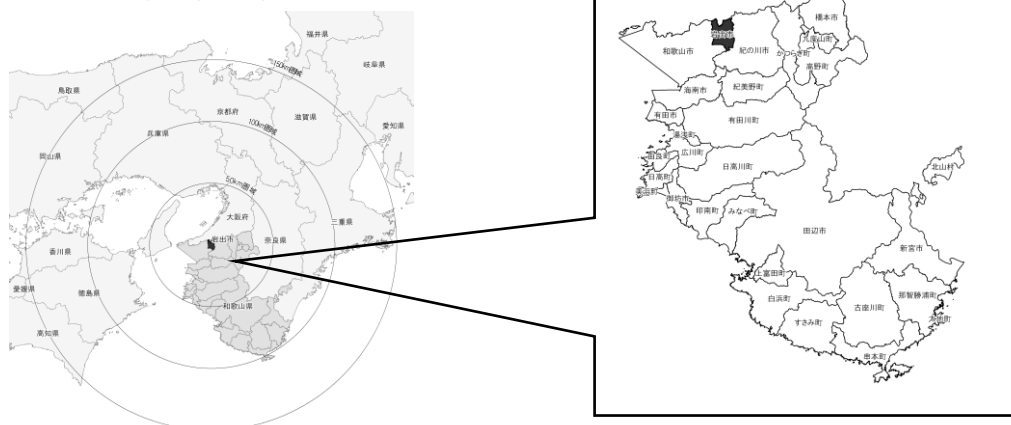 福井県
150km圏域
岐阜県
鳥取県
京都府
滋賀県
100km圏域
愛知県
兵庫県
岡山県
50km圏域
大阪府
三重県
岩出市
奈良県
香川県
愛媛県
徳島県
和歌山県
高知県
橋本市
岩出市
九度山町
和歌山市
紀の川市
かつらぎ町
高野町
海南市
紀美野町
有田市
有田川町
湯浅町
広川町
由良町
日高川町
北山村
日高町
美浜町
御坊市
印南町
みなべ町
田辺市
新宮市
上富田町
白浜町
那智勝浦町
古座川町
すさみ町
太地町
串本町